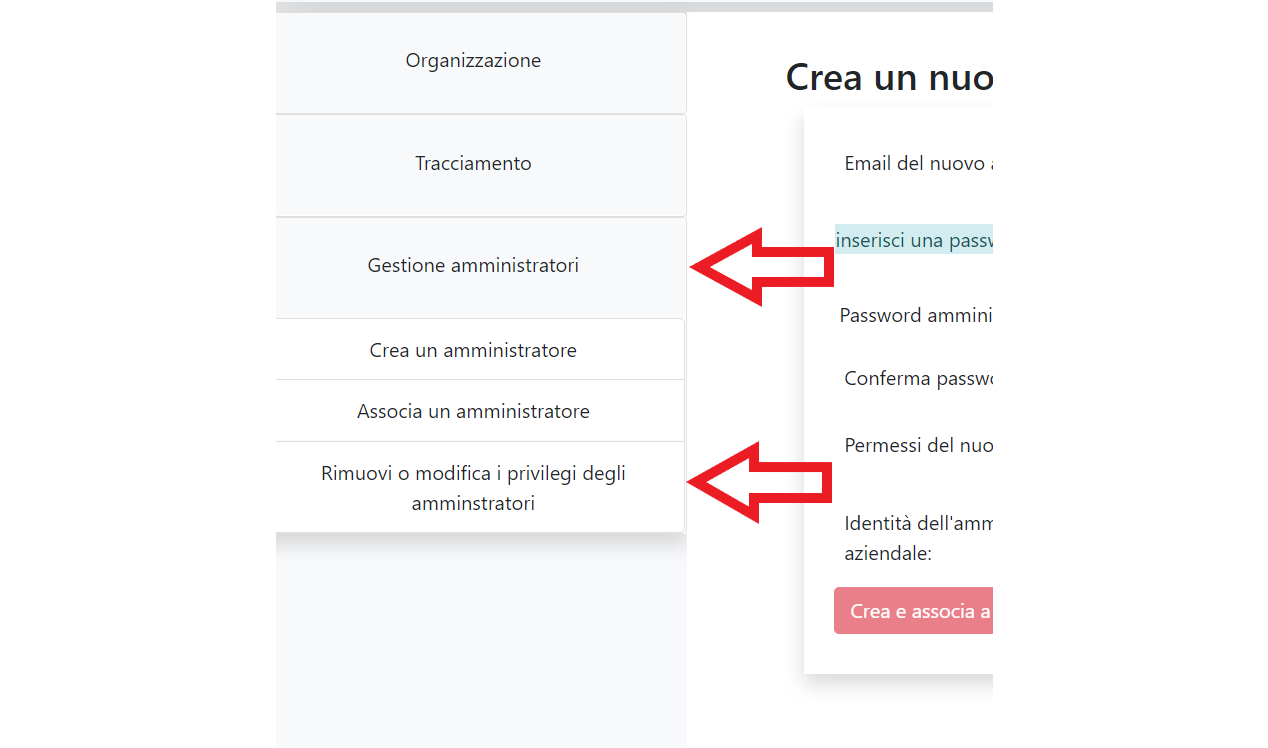 Organizzazione
Tracciamento
Gestione amministratori
Crea un amministratore
Associa un amministratore
Rimuovi o modifica i privilegi degli
amminstratori
Crea un nuo
Email del nuovo
inserisci una passw
Password ammini
Conferma passwo
Permessi del nuo
Identità dell'amm
aziendale:
Crea e associa a